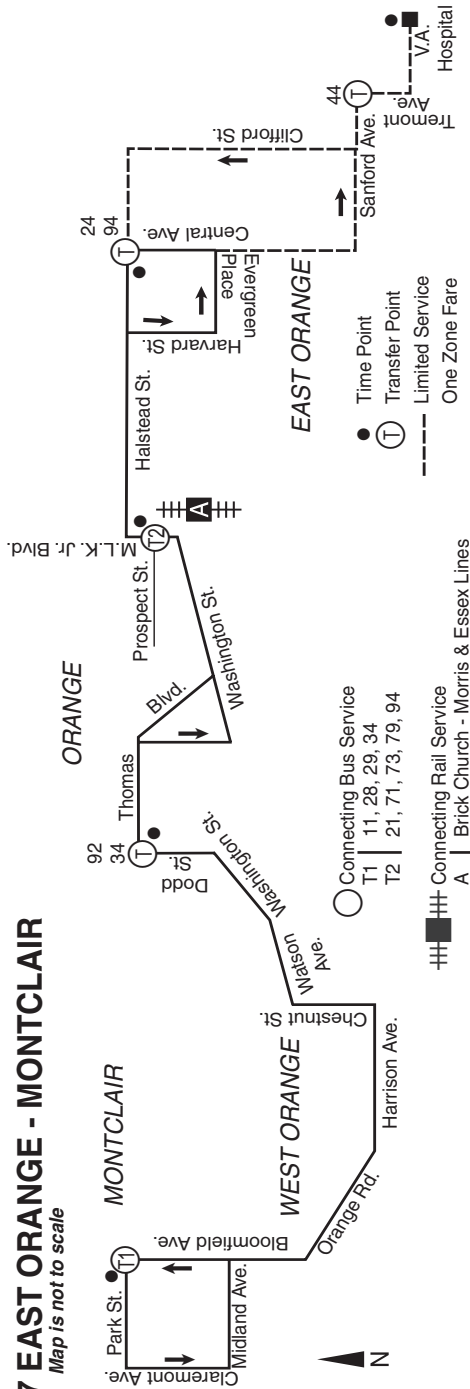 7 EAST ORANGE - MONTCLAIR
Map is not to scale
Park St.
T1
Claremont Ave.
Midland Ave.
Bloomfield Ave.
MONTCLAIR
WEST ORANGE
Orange Rd.
Harrison Ave.
Chestnut St.
Watson
Ave.
Washington St.
Dodd
St.
92
34
T
Thomas
Blvd.
ORANGE
Washington St.
Prospect St.
T2
M.L.K. Jr. Blvd.
A
Halstead St.
Harvard St.
Evergreen
Place
Central Ave.
24
94
T
EAST ORANGE
Clifford St.
Sanford Ave.
44
T
Tremont
Ave.
V.A.
Hospital
N
Connecting Bus Service
T1 11, 28, 29, 34
T2 21, 71, 73, 79, 94
Connecting Rail Service
A Brick Church - Morris & Essex Lines
Time Point
T Transfer Point
Limited Service
One Zone Fare